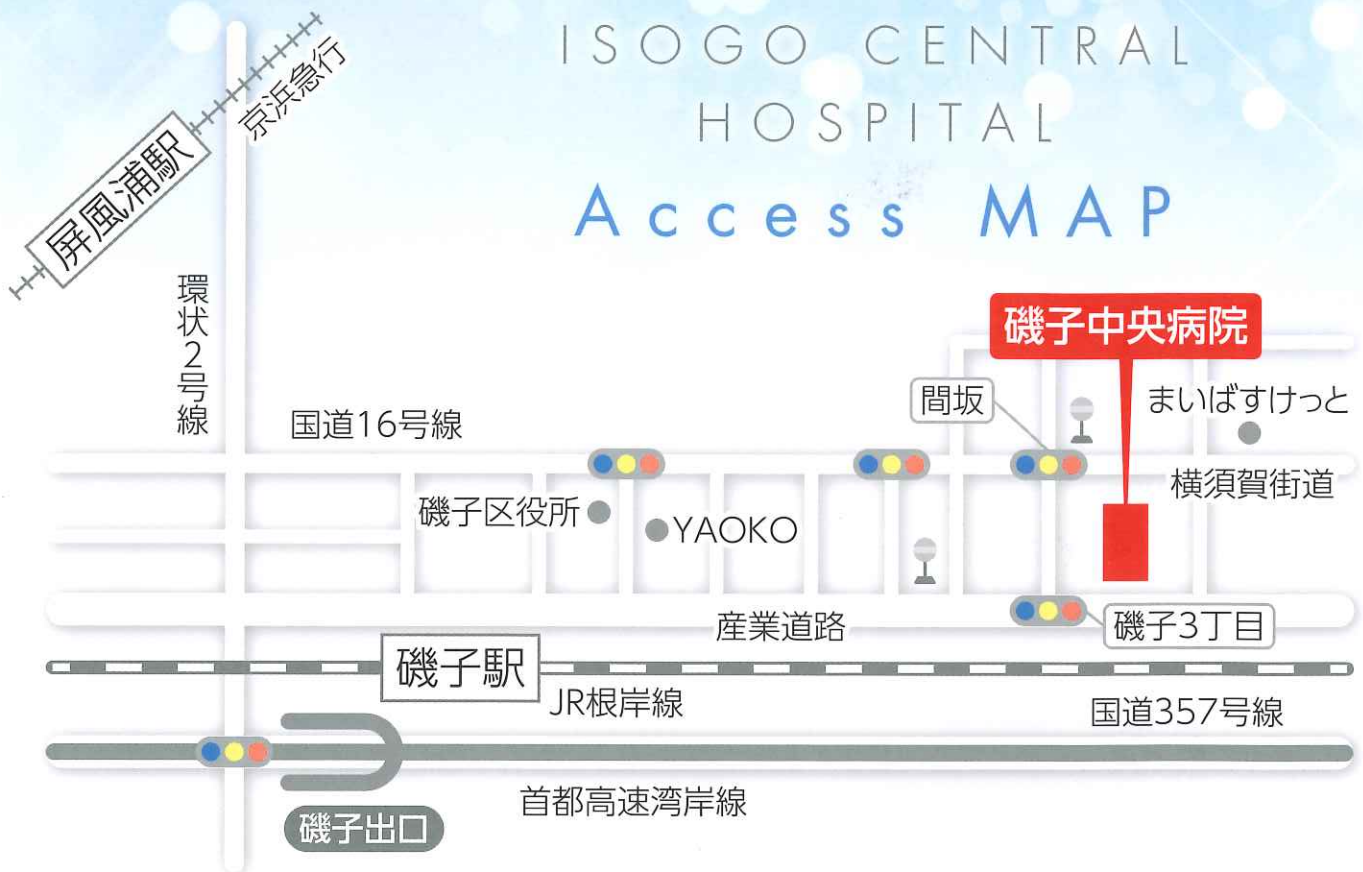 ISOGO CENTRAL
HOSPITAL
Access MAP
京浜急行
屏風浦駅
環状2号線
磯子中央病院
間坂
まいばすけっと
国道16号線
横須賀街道
磯子区役所
YAOKO
産業道路
磯子3丁目
磯子駅
JR根岸線
国道357号線
首都高速湾岸線
磯子出口